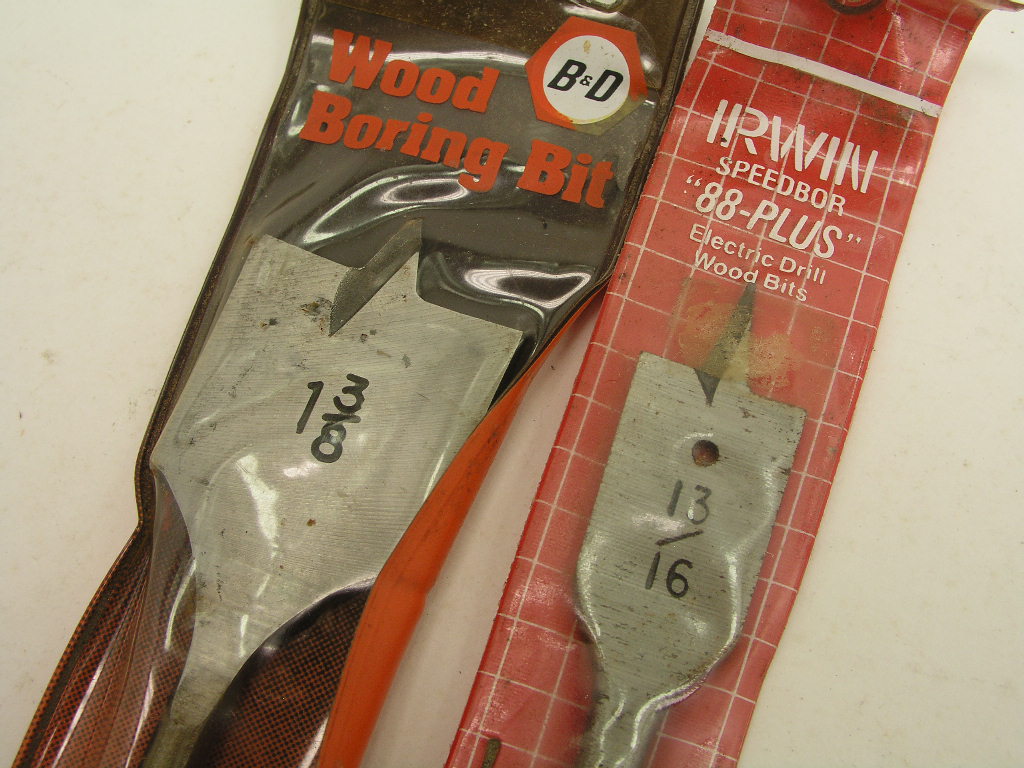 Wood
Boring Bit
B&D
1 3/8
IRWIN
SPEEDBOR
"88-PLUS"
Electric Drill
Wood Bits
13
16